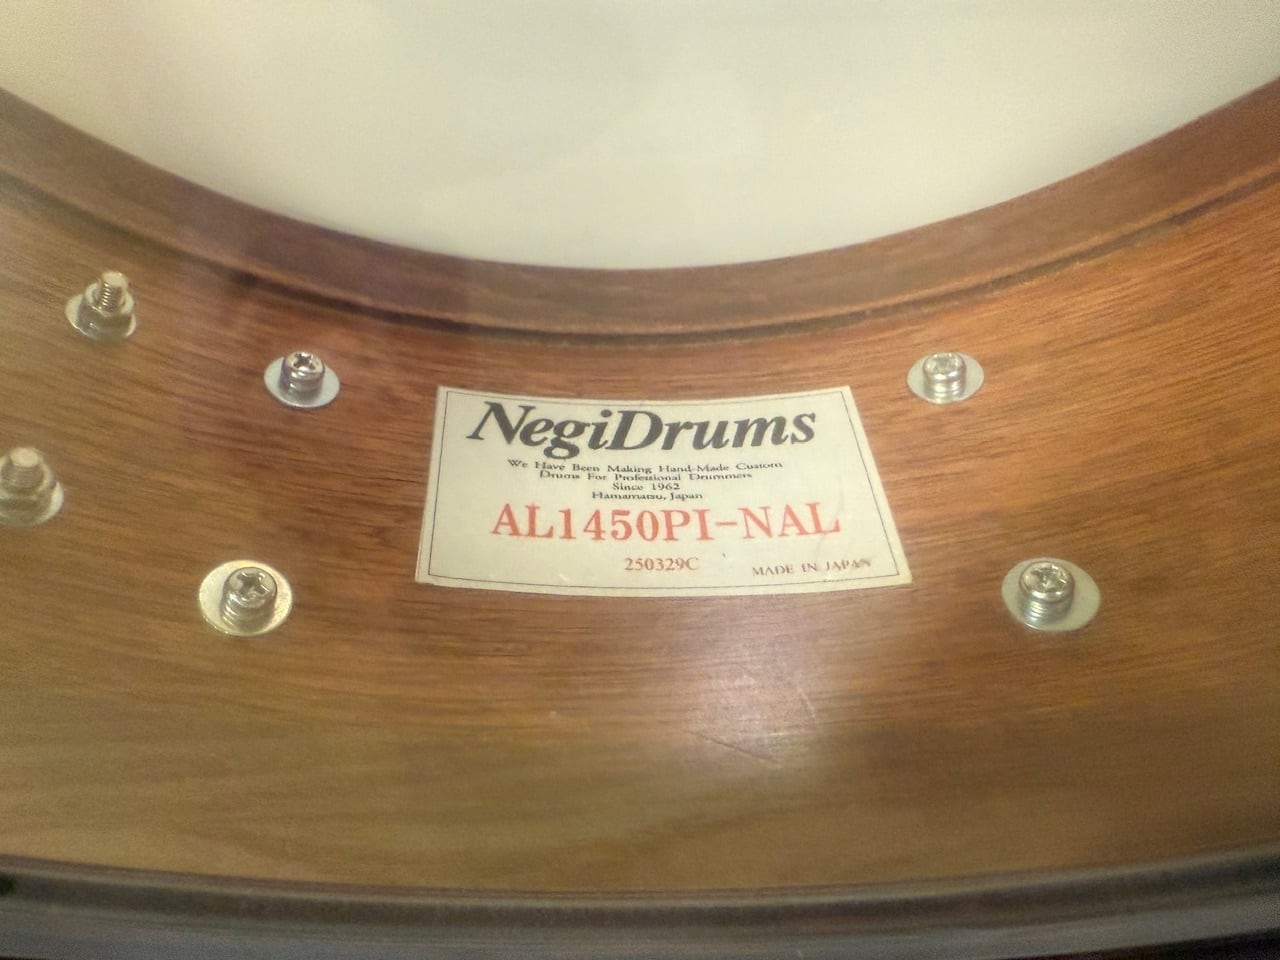 NegiDrums
We Have Been Making Hand-Made Custom
Drums For Professional Drummers
Since 1962
Hamamatsu, Japan
AL1450PI-NAL
250329C MADE IN JAPAN